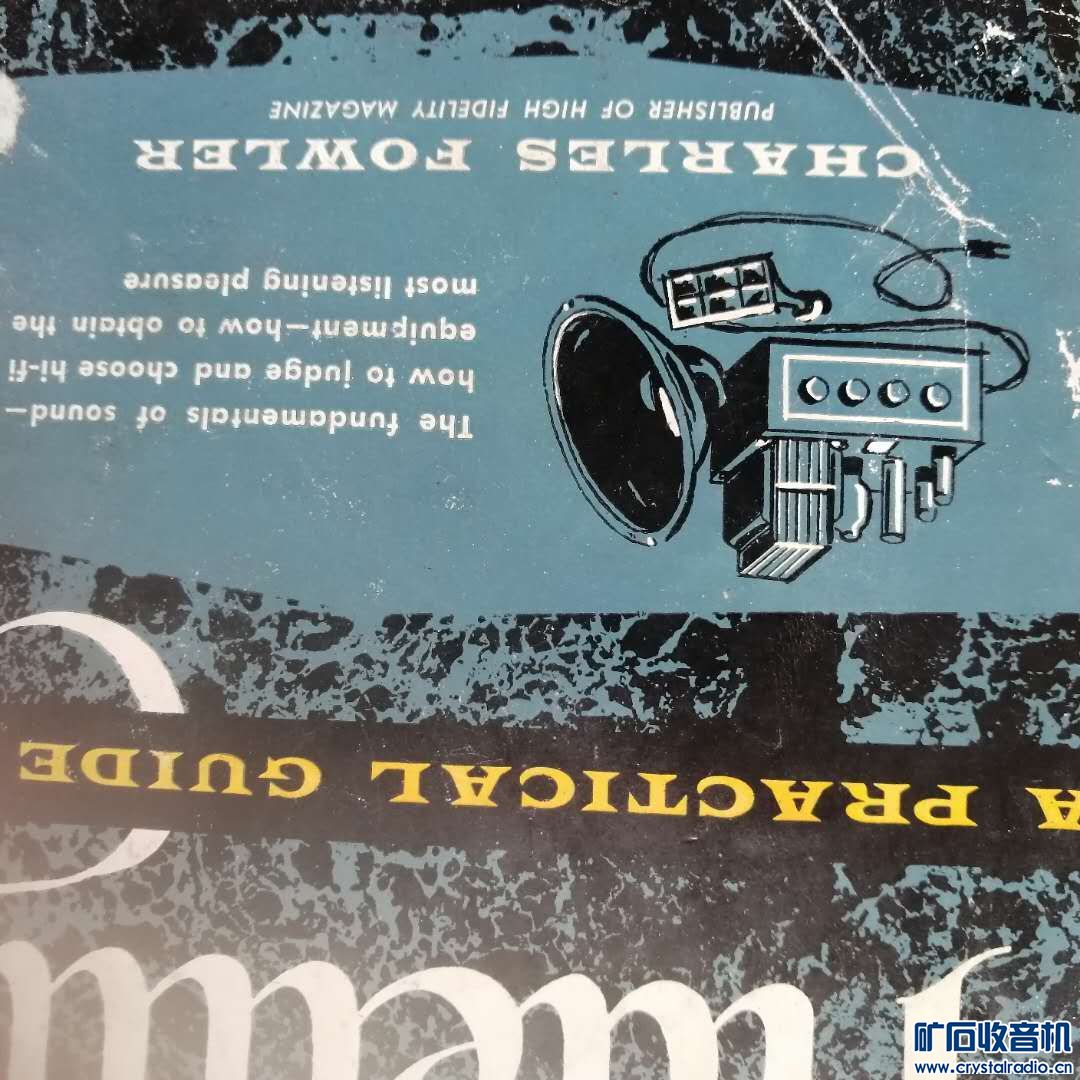 A PRACTICAL GUIDE
The fundamentals of sound—
how to judge and choose hi-fi
equipment—how to obtain the
most listening pleasure
CHARLES FOWLER
PUBLISHER OF HIGH FIDELITY MAGAZINE
矿石收音机
www.crystalradio.cn